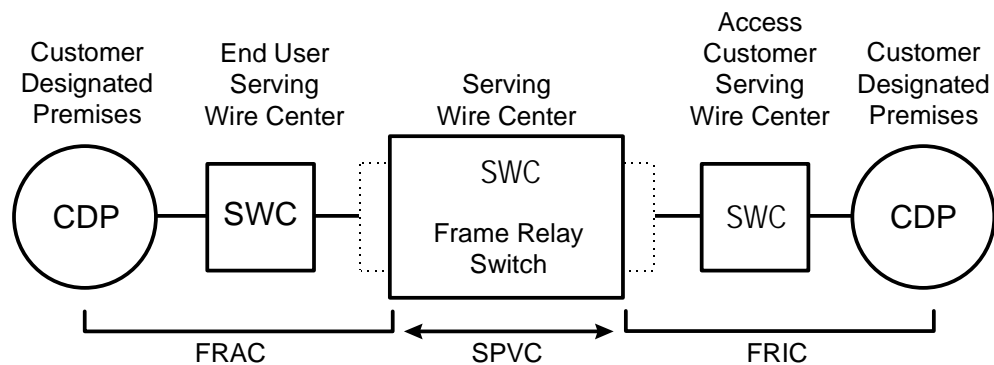 Customer
Designated
Premises
End User
Serving
Wire Center
Serving
Wire Center
Access
Customer
Serving
Wire Center
Customer
Designated
Premises
CDP
SWC
SWC
Frame Relay
Switch
SWC
CDP
FRAC
SPVC
FRIC